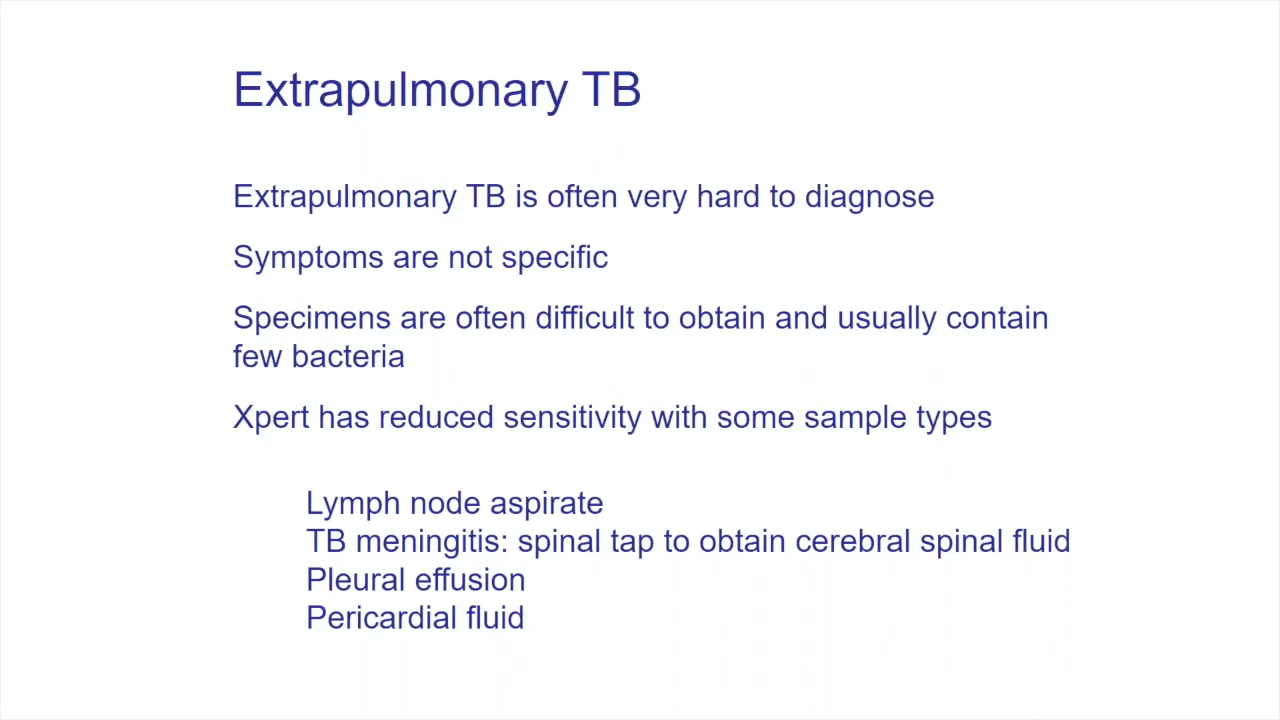 Extrapulmonary TB
Extrapulmonary TB is often very hard to diagnose
Symptoms are not specific
Specimens are often difficult to obtain and usually contain
few bacteria
Xpert has reduced sensitivity with some sample types
Lymph node aspirate
TB meningitis: spinal tap to obtain cerebral spinal fluid
Pleural effusion
Pericardial fluid